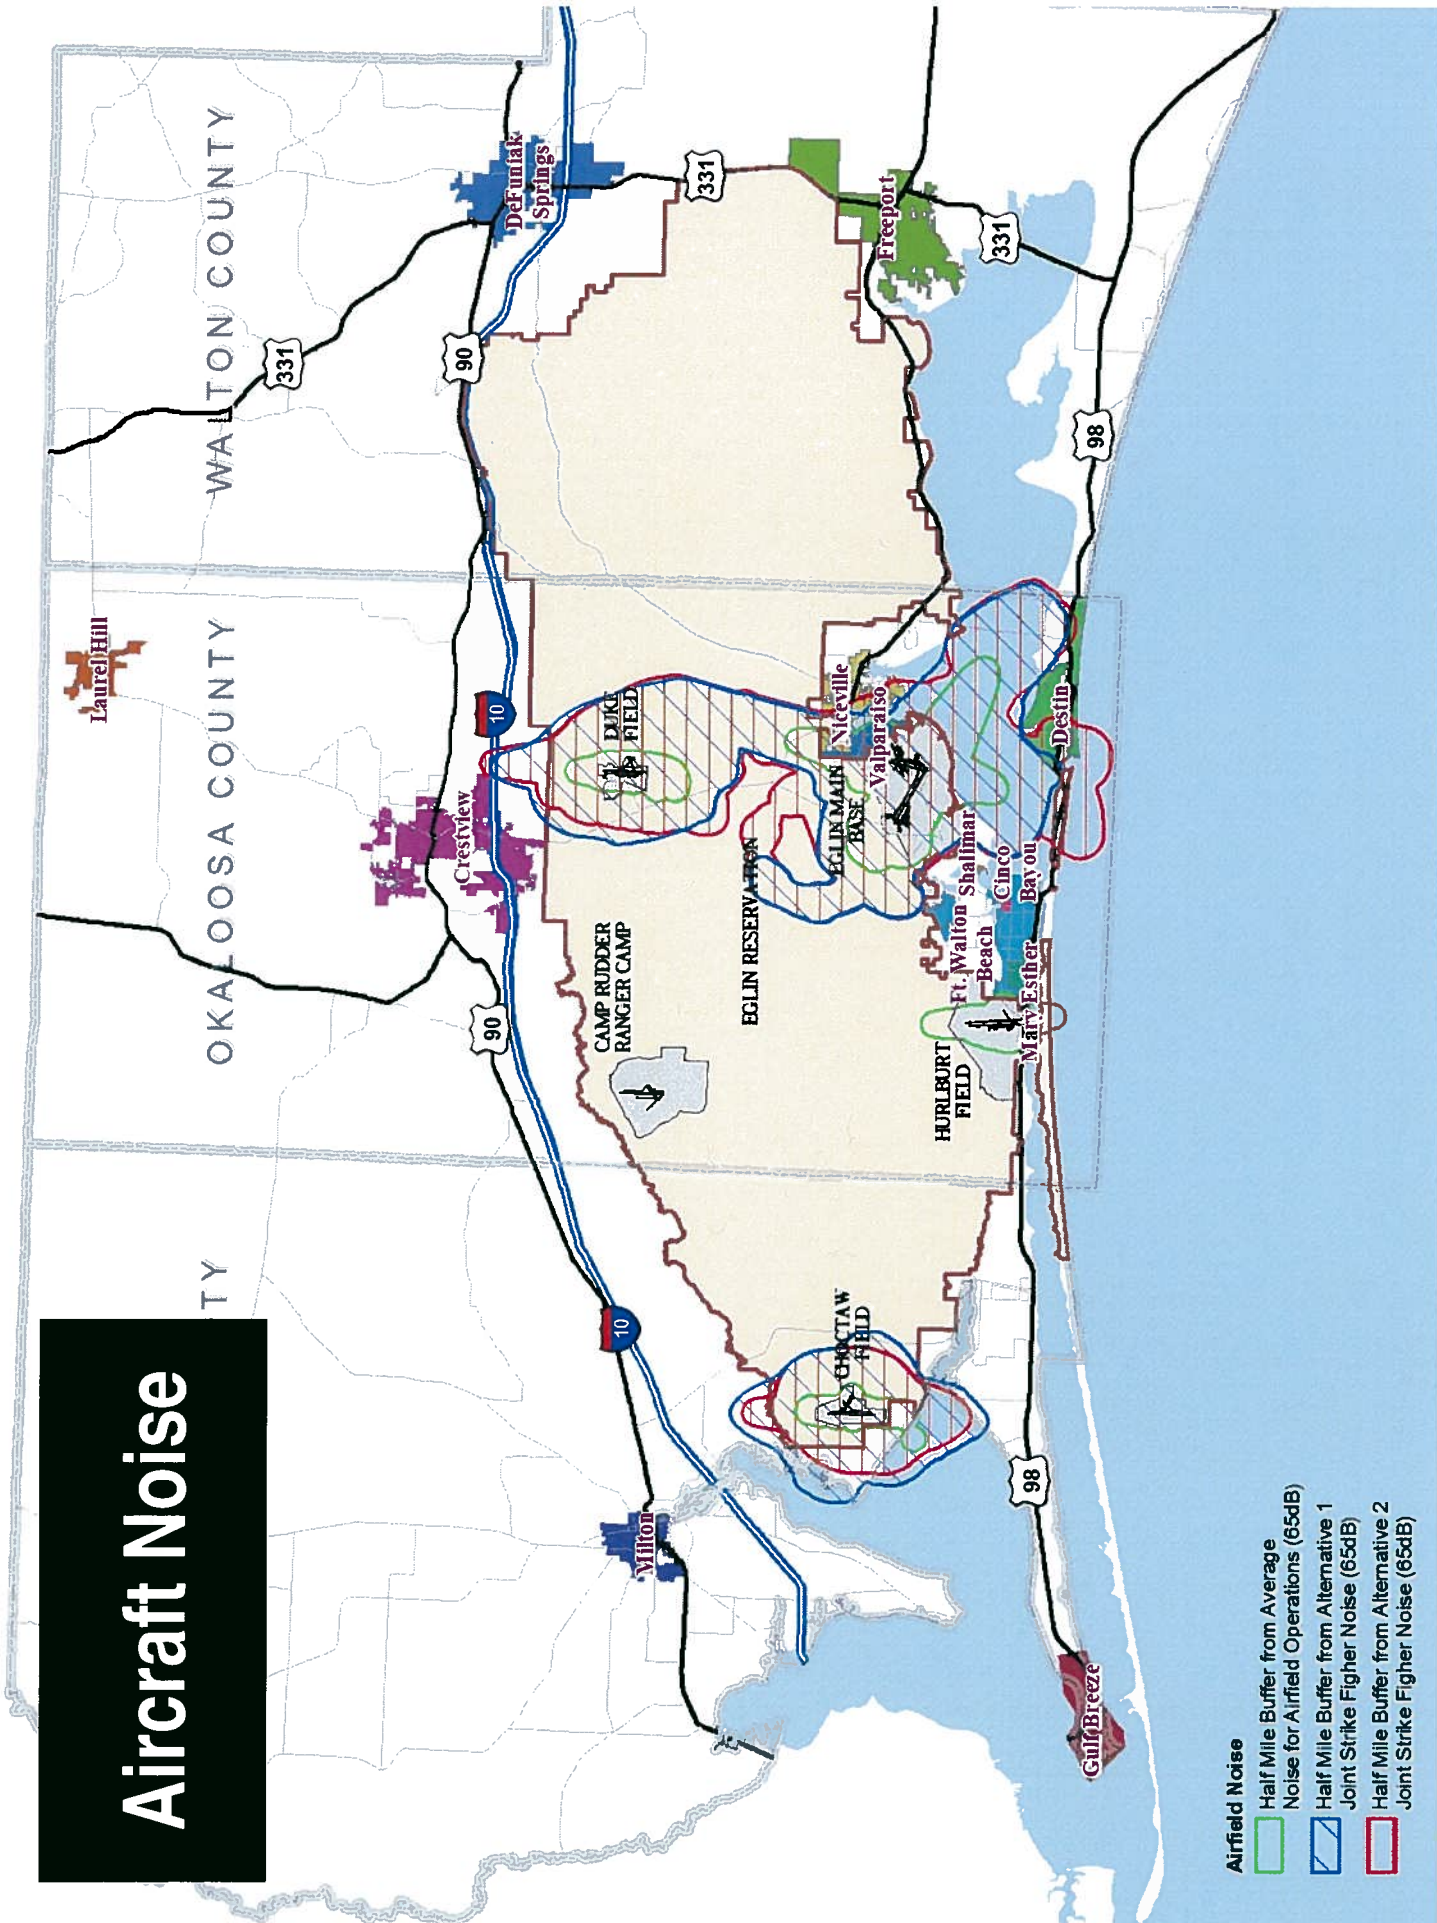 Aircraft Noise
TY
OKALOOSA COUNTY
WALTON COUNTY
Laurel Hill
331
90
Crestview
10
90
DeFuniak
Springs
331
10
Milton
CAMP RUDDER
RANGER CAMP
DUKE
FIELD
EGLIN RESERVATION
EGLIN MAIN
BASE
Niceville
Valparaiso
Freeport
331
CHOCTAW
FIELD
HURLBURT
FIELD
Ft. Walton
Beach
Shalimar
Cinco
Bayou
Mary Esther
Destin
98
98
Gulf Breeze
Airfield Noise
Half Mile Buffer from Average
Noise for Airfield Operations (65dB)
Half Mile Buffer from Alternative 1
Joint Strike Figher Noise (65dB)
Half Mile Buffer from Alternative 2
Joint Strike Figher Noise (65dB)